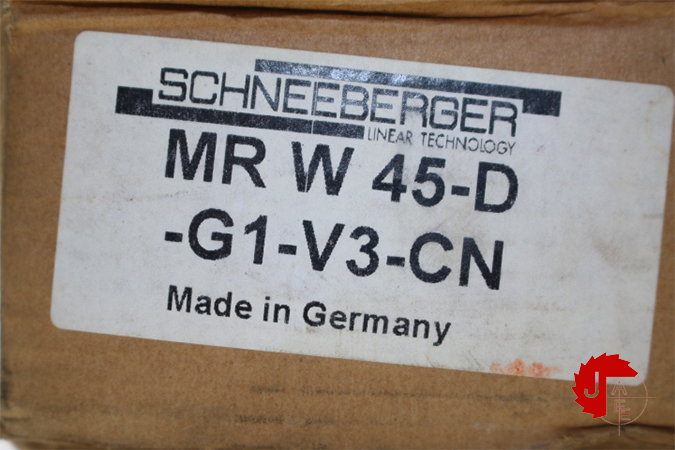 SCHNEEBERGER
LINEAR TECHNOLOGY
MR W 45-D
-G1-V3-CN
Made in Germany